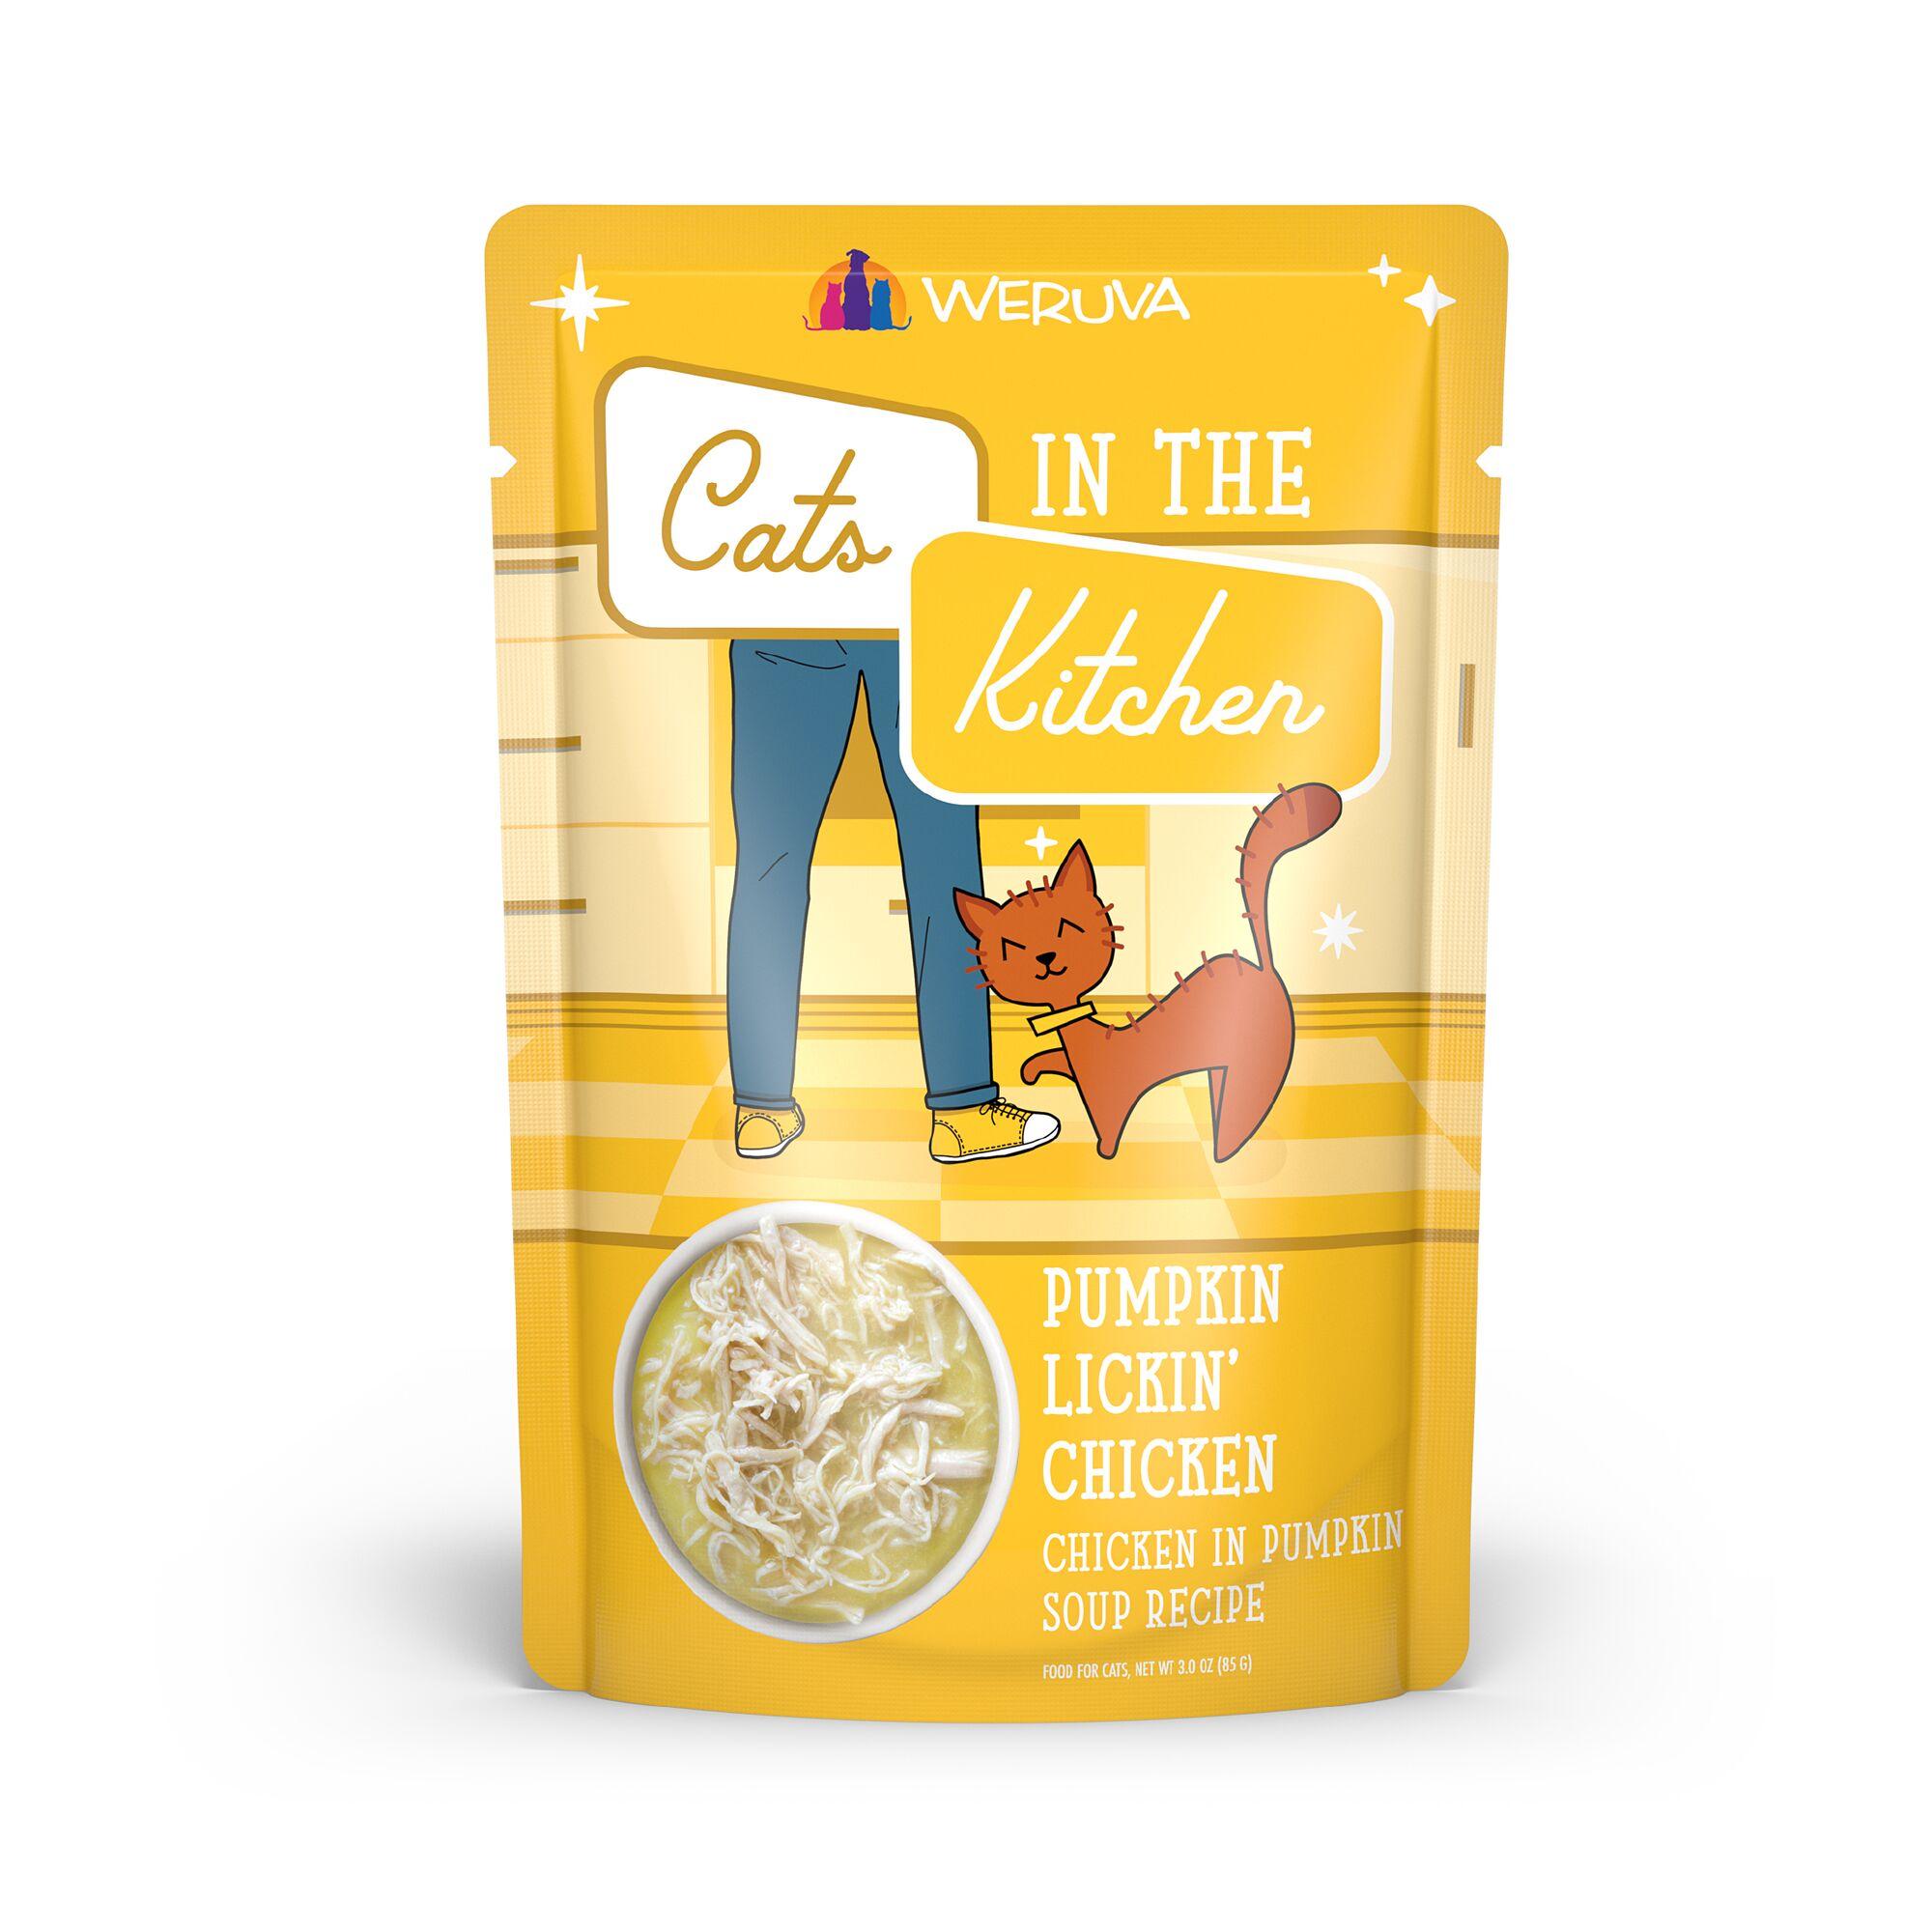 WERUVA
Cats
IN THE
Kitchen
PUMPKIN
LICKIN'
CHICKEN
CHICKEN IN PUMPKIN
SOUP RECIPE
FOOD FOR CATS, NET WT 3.0 OZ (85 G)